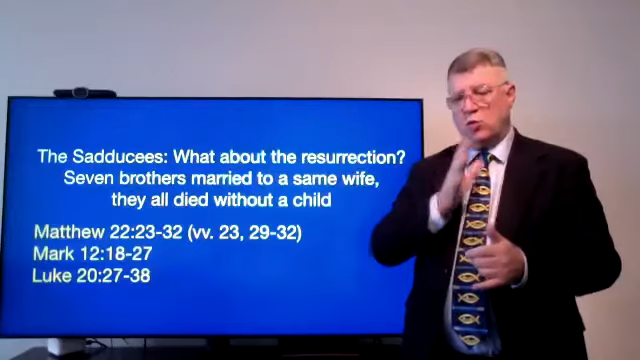 The Sadducees: What about the resurrection?
Seven brothers married to a same wife,
they all died without a child
Matthew 22:23-32 (vv. 23, 29-32)
Mark 12:18-27
Luke 20:27-38